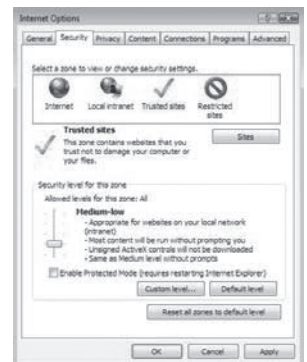 Internet Options
General Security Privacy Content Connections Programs Advanced
Select a zone to view or change security settings.
Internet Local intranet Trusted sites Restricted
sites
Trusted sites
Sites
This zone contains websites that you
trust not to damage your computer or
your files.
Security level for this zone
Allowed levels for this zone: All
Medium-low
- Appropriate for websites on your local network
(intranet)
- Most content will be run without prompting you
- Unsigned ActiveX controls will not be downloaded
- Same as Medium level without prompts
Enable Protected Mode (requires restarting Internet Explorer)
Custom level... Default level
Reset all zones to default level
OK Cancel Apply